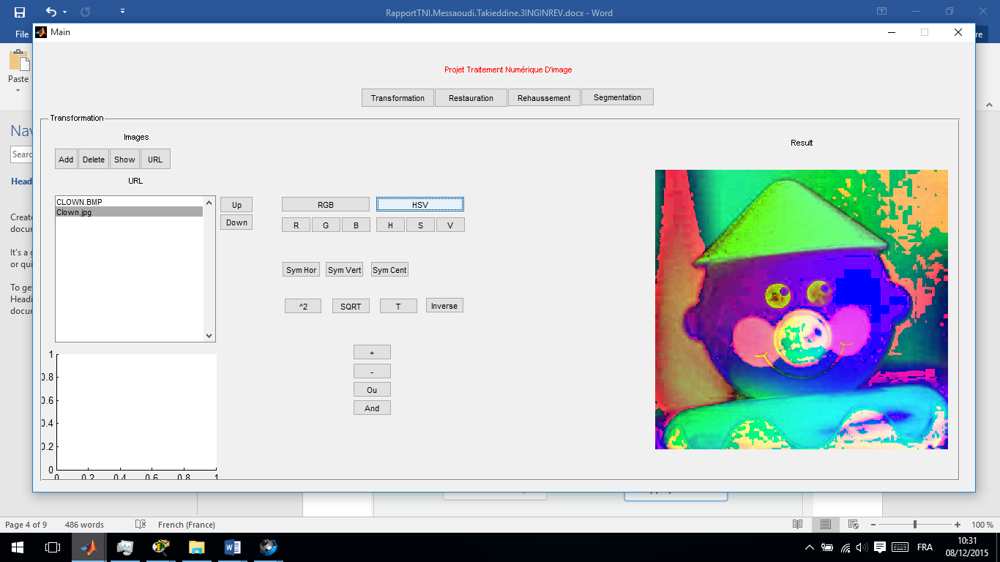 RapportTNI.Messaoudi.Takieddine.3INGINREV.docx - Word
File
Main
re
Paste
Projet Traitement Numérique D'image
Transformation Restauration Rehaussement Segmentation
Transformation
Nav
Images
Result
Searc
Add Delete Show URL
URL
Head
CLOWN.BMP
Clown.jpg
Up
Down
RGB HSV
R G B H S V
Create
docum
It's a g
or qui
To get
Headi
docum
Sym Hor Sym Vert Sym Cent
^2 SQRT T Inverse
+
-
Ou
And
1
0.8
0.6
0.4
0.2
0
0 0.2 0.4 0.6 0.8 1
Page 4 of 9 486 words French (France) 100 %
FRA
10:31
08/12/2015